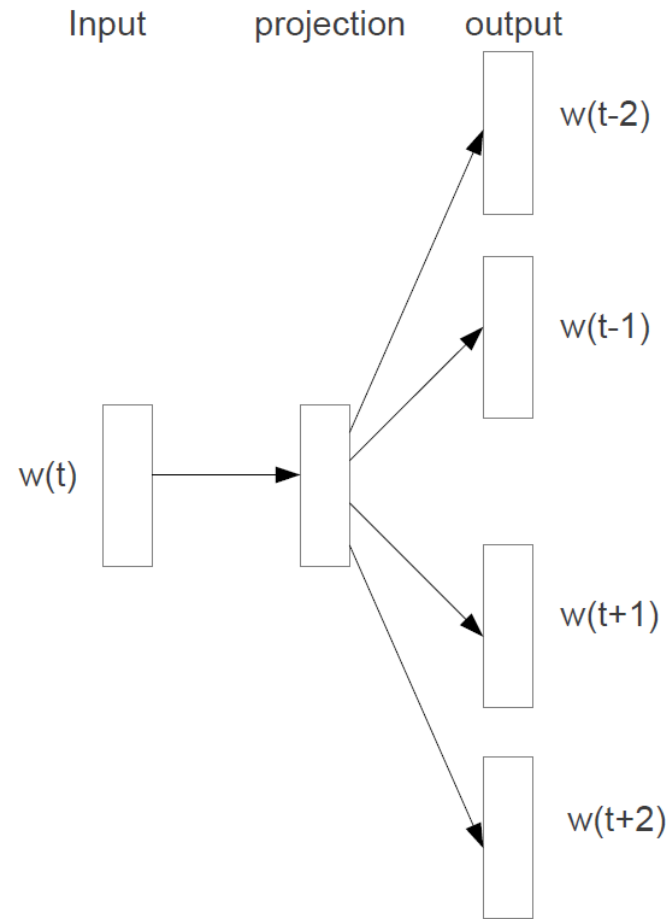 Input projection output
w(t-2)
w(t-1)
w(t)
w(t+1)
w(t+2)